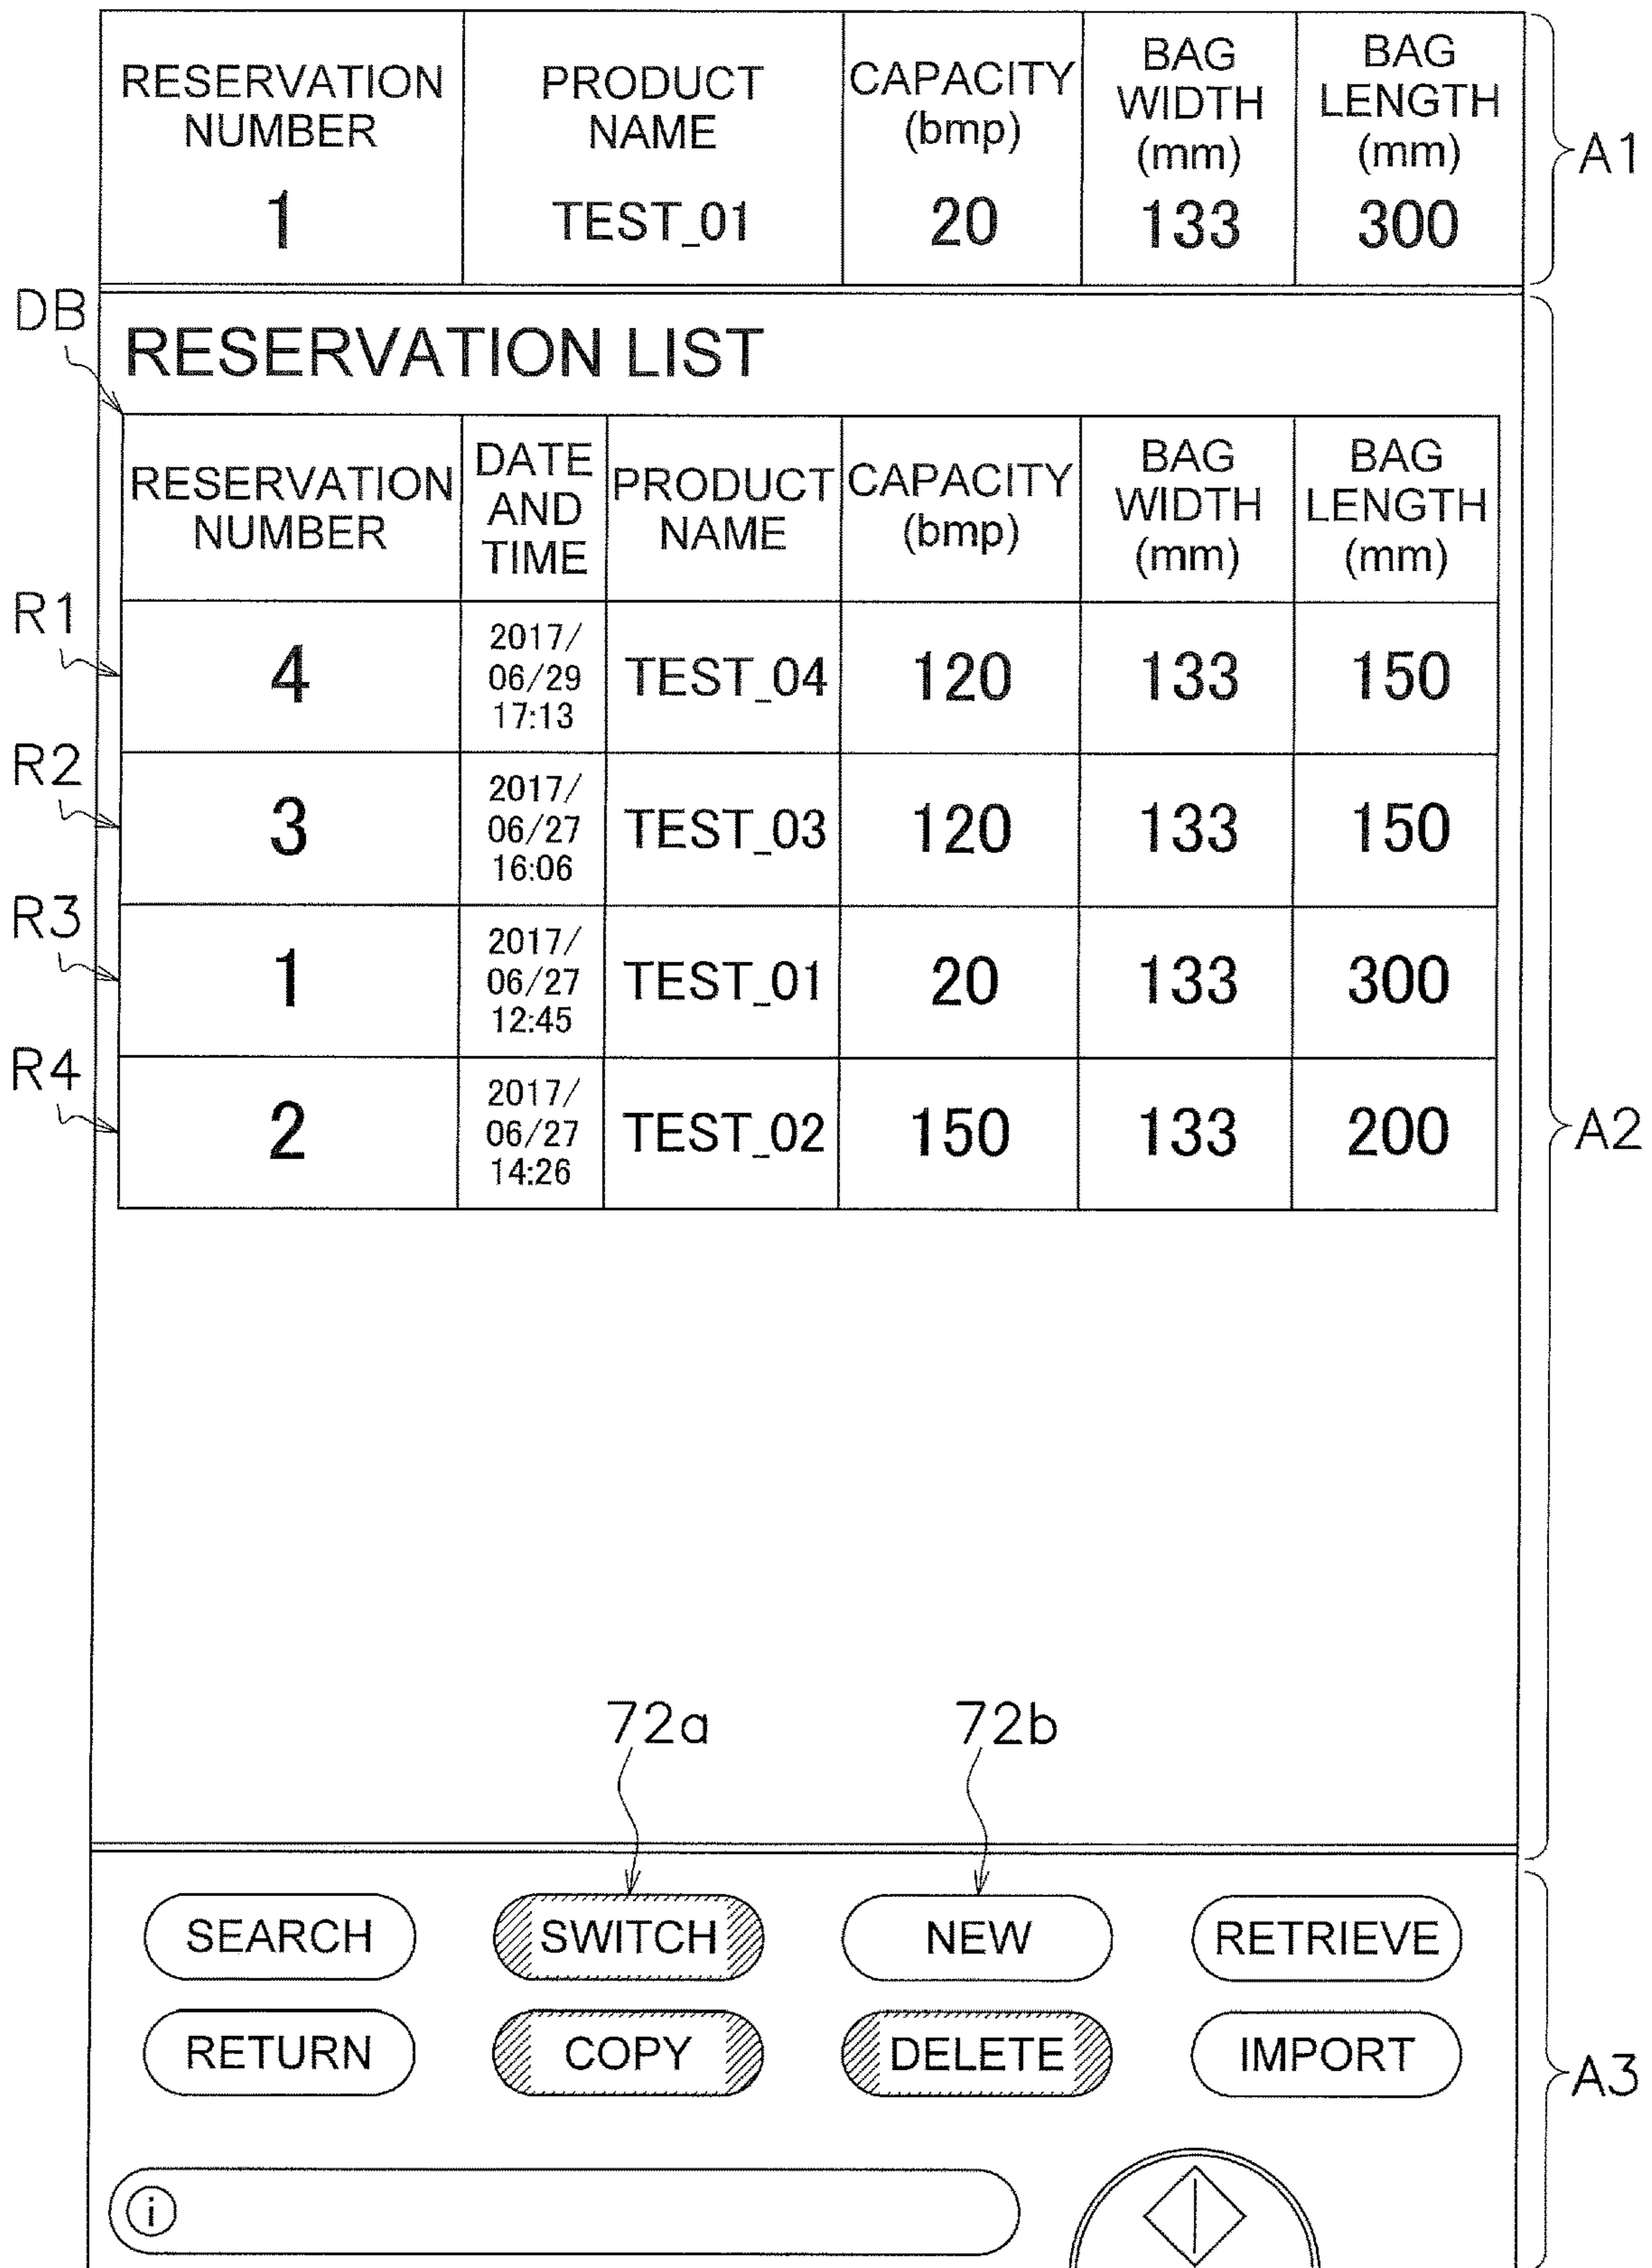 RESERVATION NUMBER
PRODUCT NAME
CAPACITY (bmp)
BAG WIDTH (mm)
BAG LENGTH (mm)
1
TEST_01
20
133
300
A1
DB
RESERVATION LIST
RESERVATION NUMBER
DATE AND TIME
PRODUCT NAME
CAPACITY (bmp)
BAG WIDTH (mm)
BAG LENGTH (mm)
R1
4
2017/
06/29
17:13
TEST_04
120
133
150
R2
3
2017/
06/27
16:06
TEST_03
120
133
150
R3
1
2017/
06/27
12:45
TEST_01
20
133
300
R4
2
2017/
06/27
14:26
TEST_02
150
133
200
A2
72a
72b
SEARCH
SWITCH
NEW
RETRIEVE
RETURN
COPY
DELETE
IMPORT
A3
i